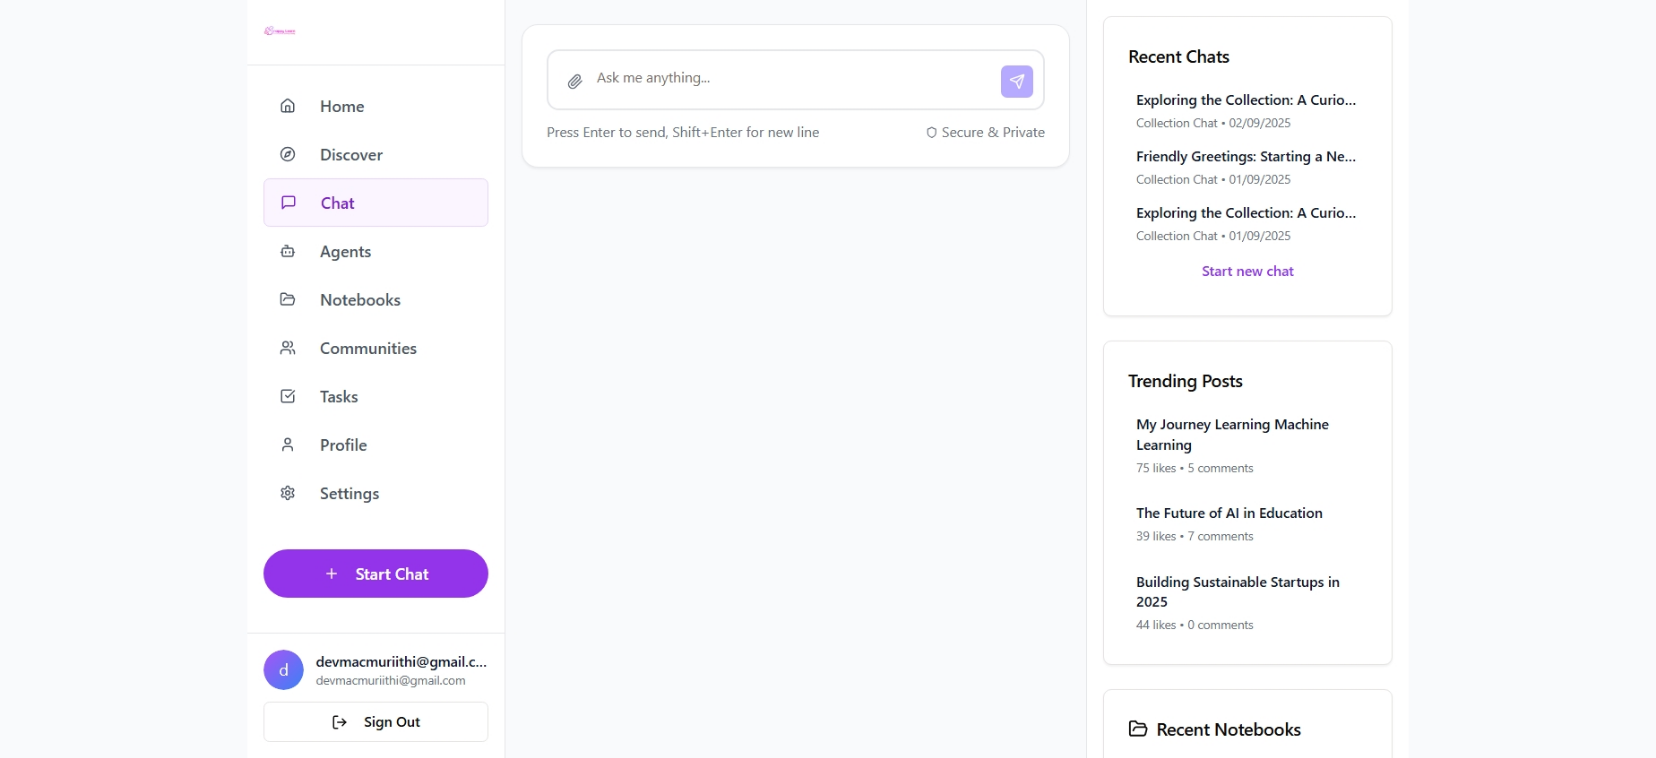 Home
Discover
Chat
Agents
Notebooks
Communities
Tasks
Profile
Settings
Start Chat
d
devmacmuriithi@gmail.c...
devmacmuriithi@gmail.com
Sign Out
Ask me anything...
Press Enter to send, Shift+Enter for new line
Secure & Private
Recent Chats
Exploring the Collection: A Curio...
Collection Chat • 02/09/2025
Friendly Greetings: Starting a Ne...
Collection Chat • 01/09/2025
Exploring the Collection: A Curio...
Collection Chat • 01/09/2025
Start new chat
Trending Posts
My Journey Learning Machine
Learning
75 likes • 5 comments
The Future of AI in Education
39 likes • 7 comments
Building Sustainable Startups in
2025
44 likes • 0 comments
Recent Notebooks